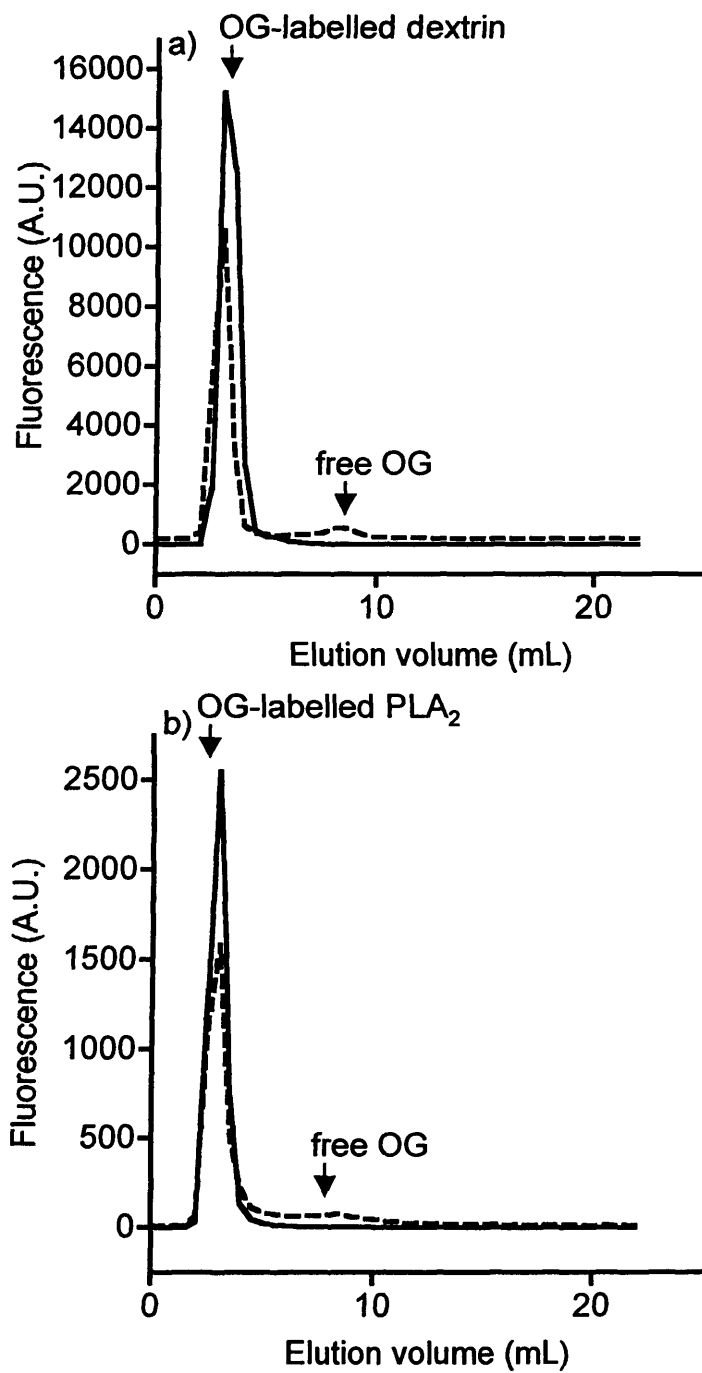 a) OG-labelled dextrin
16000
14000
12000
10000
8000
6000
4000
2000
0
Fluorescence (A.U.)
free OG
0 10 20
Elution volume (mL)
b) OG-labelled PLA₂
2500
2000
1500
1000
500
0
Fluorescence (A.U.)
free OG
0 10 20
Elution volume (mL)